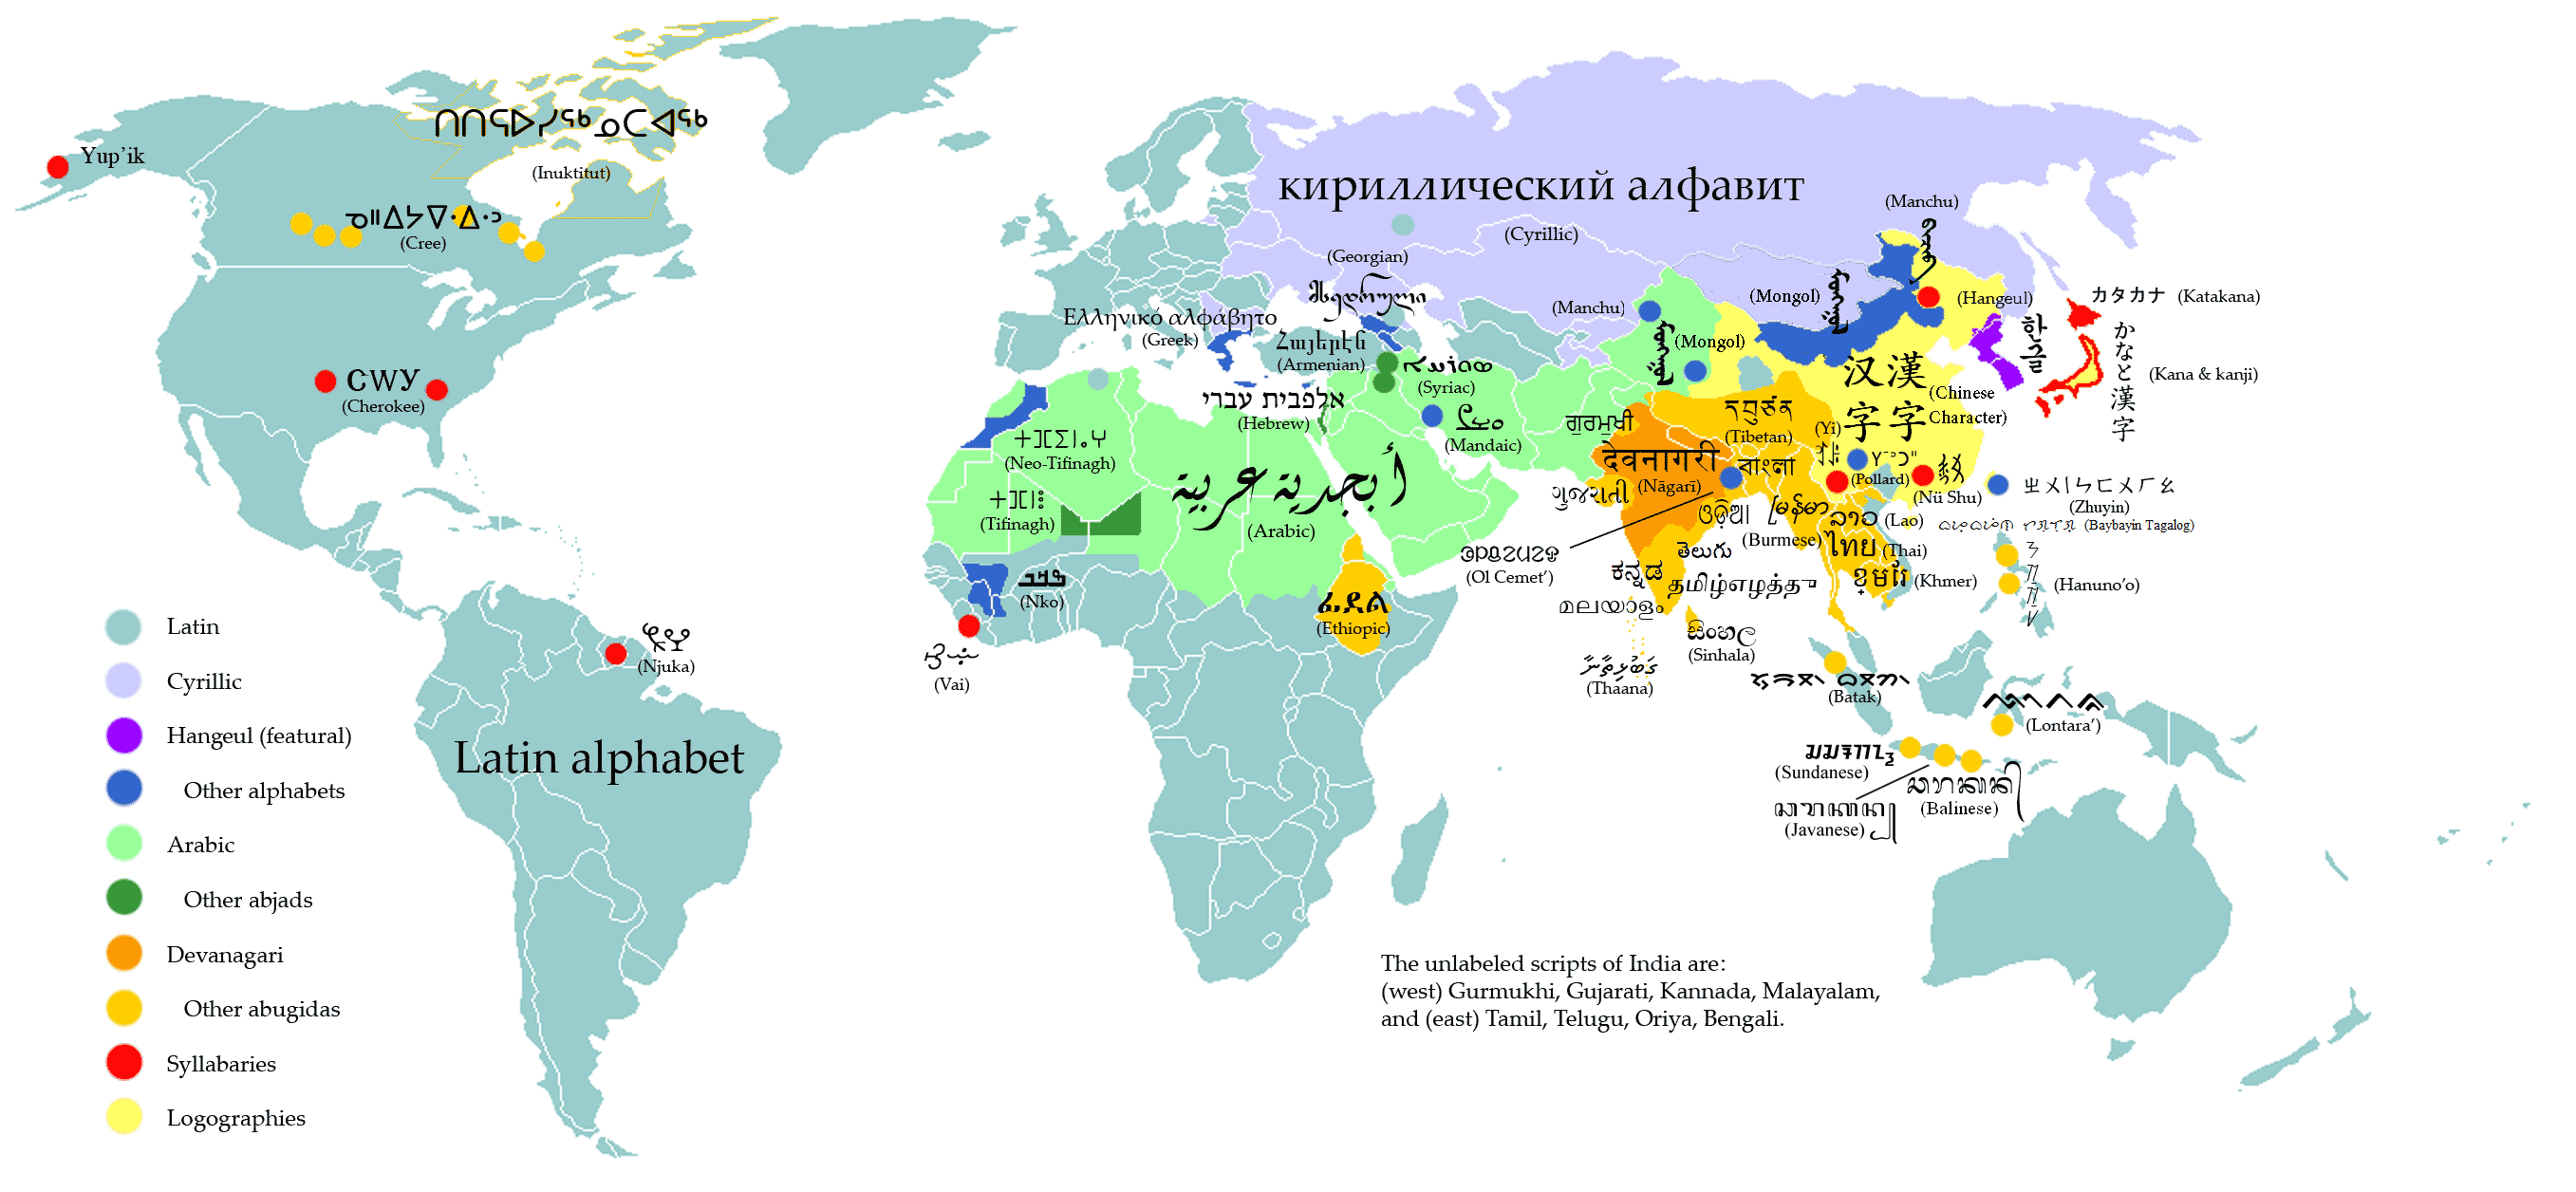 ᑎᑎᕋᐅᓯᖅᓄᑕᐊᖅ
(Inuktitut)
Yup’ik
(Cree)
ᏣᎳᎩ
(Cherokee)
(Njuka)
Latin alphabet
кириллический алфавит
(Cyrillic)
(Georgian)
მხედრული
Ελληνικό αλφάβητο
(Greek)
Հայերէն
(Armenian)
(Syriac)
אלפבית עברי
(Hebrew)
(Mandaic)
(Neo-Tifinagh)
(Tifinagh)
أبجدية عربية
(Arabic)
(Nko)
(Vai)
ፊደል
(Ethiopic)
(Manchu)
(Manchu)
(Mongol)
(Mongol)
(Hangeul)
한글
カタカナ (Katakana)
かなと漢字
(Kana & kanji)
汉漢
字字
(Chinese
Character)
(Tibetan)
(Yi)
(Pollard)
(Nü Shu)
ㄓㄨㄧㄣㄈㄨㄏㄠ
(Zhuyin)
(Baybayin Tagalog)
(Hanuno’o)
ਗੁਰਮੁਖੀ
देवनागरी
(Nāgarī)
বাংলা
ગુજરાતી
ଓଡ଼ିଆ
မြန်မာ
(Burmese)
ລາວ (Lao)
ไทย (Thai)
ខ្មែរ (Khmer)
(Ol Cemet’)
తెలుగు
ಕನ್ನಡ
தமிழ்எழுத்து
മലയാളം
සිංහල
(Sinhala)
(Thaana)
(Batak)
(Lontara’)
(Sundanese)
(Javanese)
(Balinese)
Latin
Cyrillic
Hangeul (featural)
Other alphabets
Arabic
Other abjads
Devanagari
Other abugidas
Syllabaries
Logographies
The unlabeled scripts of India are:
(west) Gurmukhi, Gujarati, Kannada, Malayalam,
and (east) Tamil, Telugu, Oriya, Bengali.